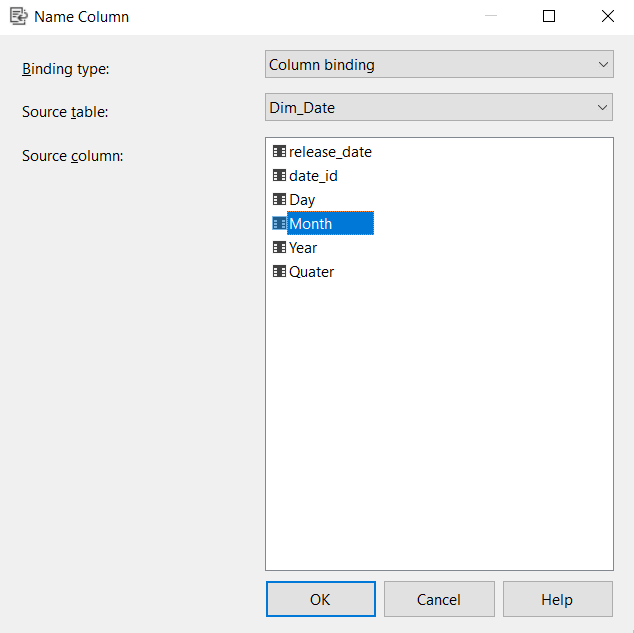 Name Column
Binding type: Column binding
Source table: Dim_Date
Source column:
release_date
date_id
Day
Month
Year
Quater
OK Cancel Help